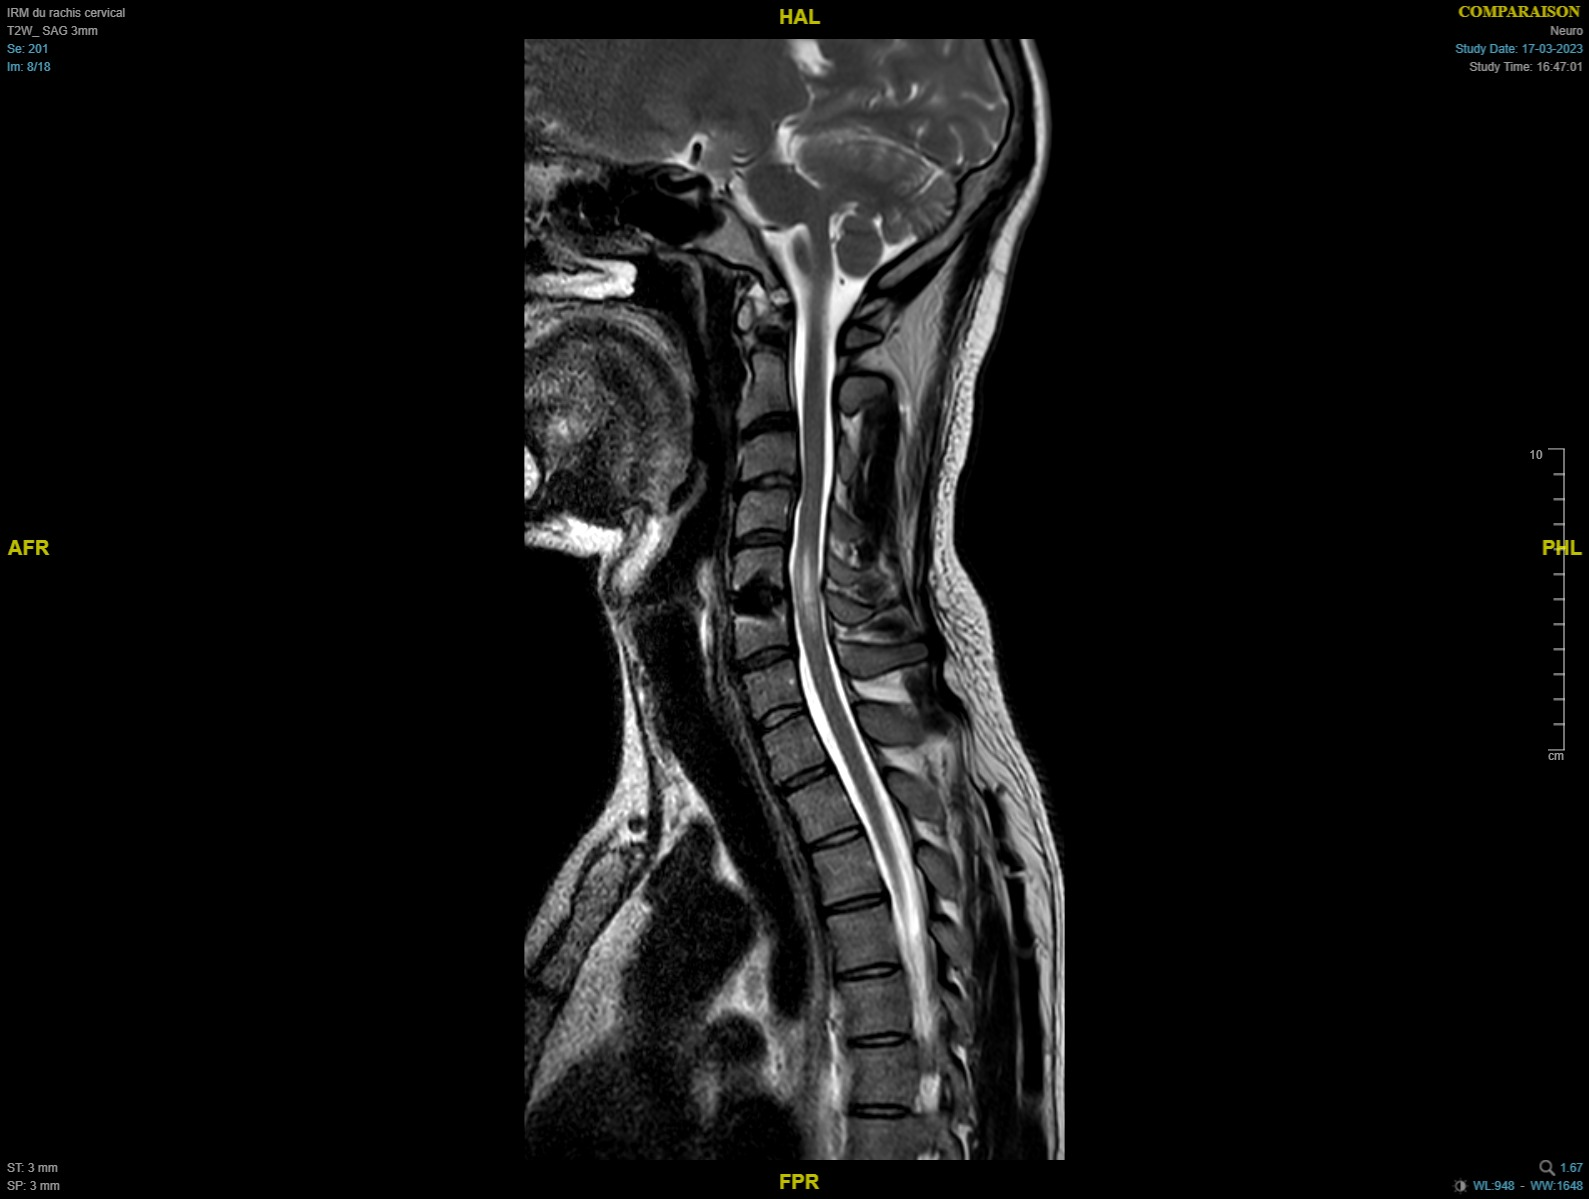 IRM du rachis cervical
T2W_ SAG 3mm
Se: 201
Im: 8/18
HAL
COMPARAISON
Neuro
Study Date: 17-03-2023
Study Time: 16:47:01
10
AFR
PHL
cm
ST: 3 mm
SP: 3 mm
FPR
1.67
WL:948 - WW:1648